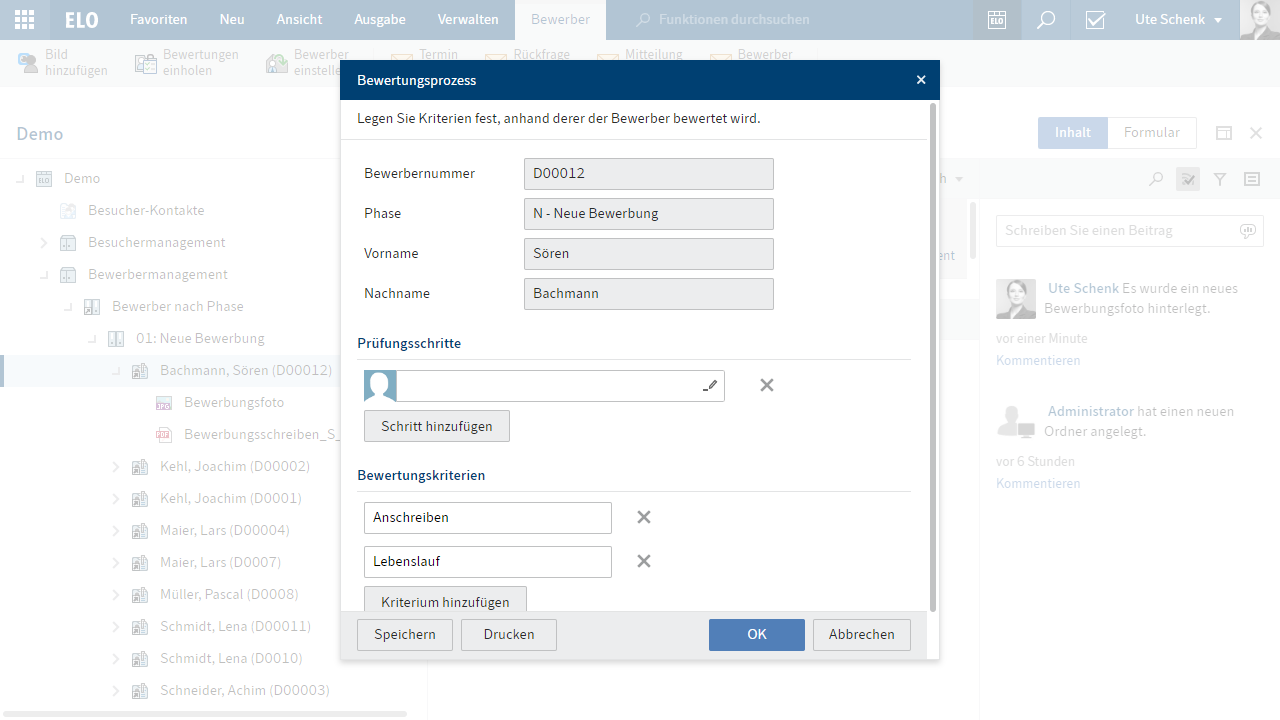 ELO Favoriten Neu Ansicht Ausgabe Verwalten Bewerber Funktionen durchsuchen ELO Ute Schenk
Bild hinzufügen
Bewertungen einholen
Bewerber einstelle
Termin
Rückfrage
Mitteilung
Bewerber
Bewertungsprozess
Legen Sie Kriterien fest, anhand derer der Bewerber bewertet wird.
Bewerbernummer D00012
Phase N - Neue Bewerbung
Vorname Sören
Nachname Bachmann
Prüfungsschritte
Schritt hinzufügen
Bewertungskriterien
Anschreiben
Lebenslauf
Kriterium hinzufügen
Speichern Drucken OK Abbrechen
Demo
Inhalt Formular
ELO Demo
Besucher-Kontakte
Besuchermanagement
Bewerbermanagement
Bewerber nach Phase
01: Neue Bewerbung
Bachmann, Sören (D00012)
JPG Bewerbungsfoto
PDF Bewerbungsschreiben_S_
Kehl, Joachim (D00002)
Kehl, Joachim (D0001)
Maier, Lars (D00004)
Maier, Lars (D0007)
Müller, Pascal (D0008)
Schmidt, Lena (D00011)
Schmidt, Lena (D0010)
Schneider, Achim (D00003)
h
ent
Schreiben Sie einen Beitrag
Ute Schenk Es wurde ein neues
Bewerbungsfoto hinterlegt.
vor einer Minute
Kommentieren
Administrator hat einen neuen
Ordner angelegt.
vor 6 Stunden
Kommentieren